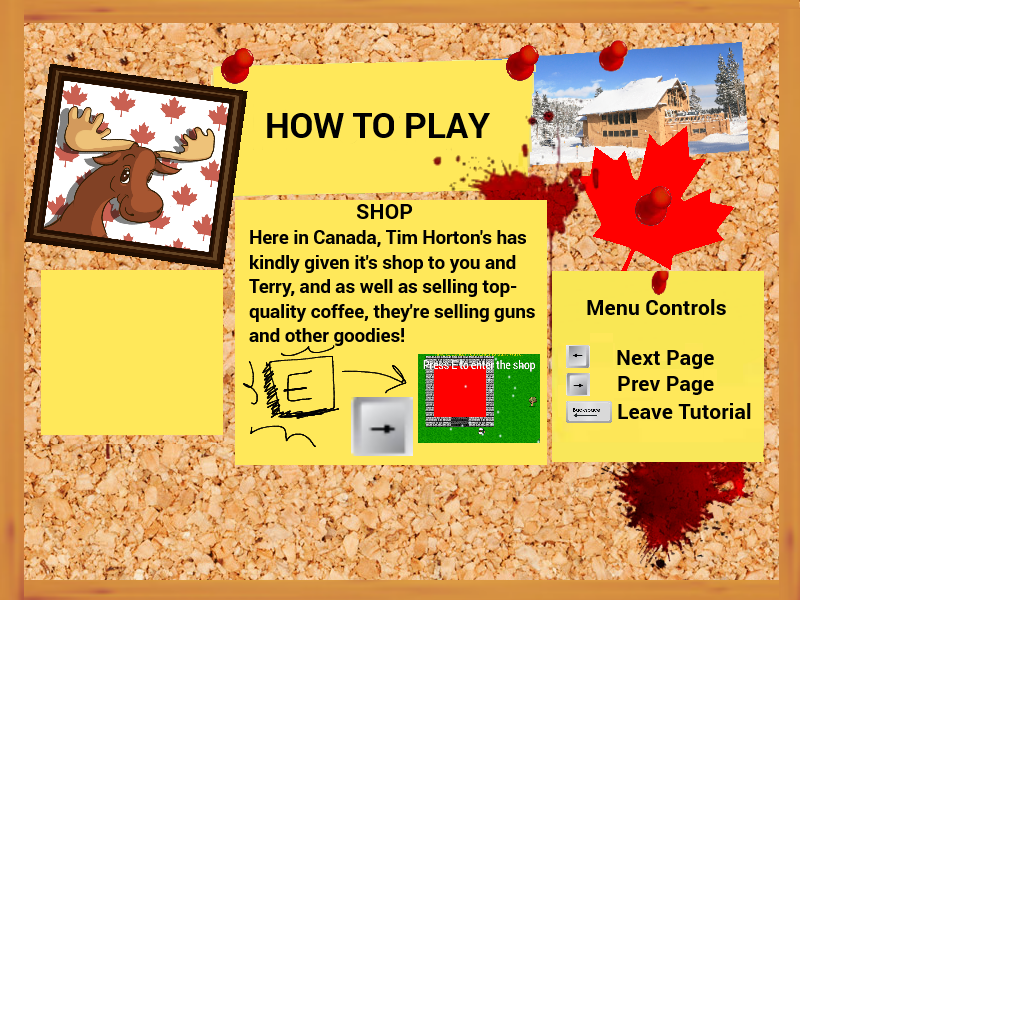 HOW TO PLAY
SHOP
Here in Canada, Tim Horton's has
kindly given it's shop to you and
Terry, and as well as selling top-
quality coffee, they're selling guns
and other goodies!
E
Press E to enter the shop
Menu Controls
Next Page
Prev Page
Backspace
Leave Tutorial